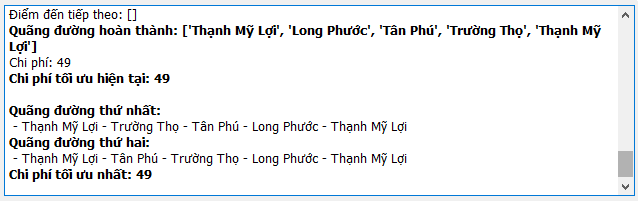 Điểm đến tiếp theo: []
Quãng đường hoàn thành: ['Thạnh Mỹ Lợi', 'Long Phước', 'Tân Phú', 'Trường Thọ', 'Thạnh Mỹ
Lợi']
Chi phí: 49
Chi phí tối ưu hiện tại: 49
Quãng đường thứ nhất:
- Thạnh Mỹ Lợi - Trường Thọ - Tân Phú - Long Phước - Thạnh Mỹ Lợi
Quãng đường thứ hai:
- Thạnh Mỹ Lợi - Tân Phú - Trường Thọ - Long Phước - Thạnh Mỹ Lợi
Chi phí tối ưu nhất: 49